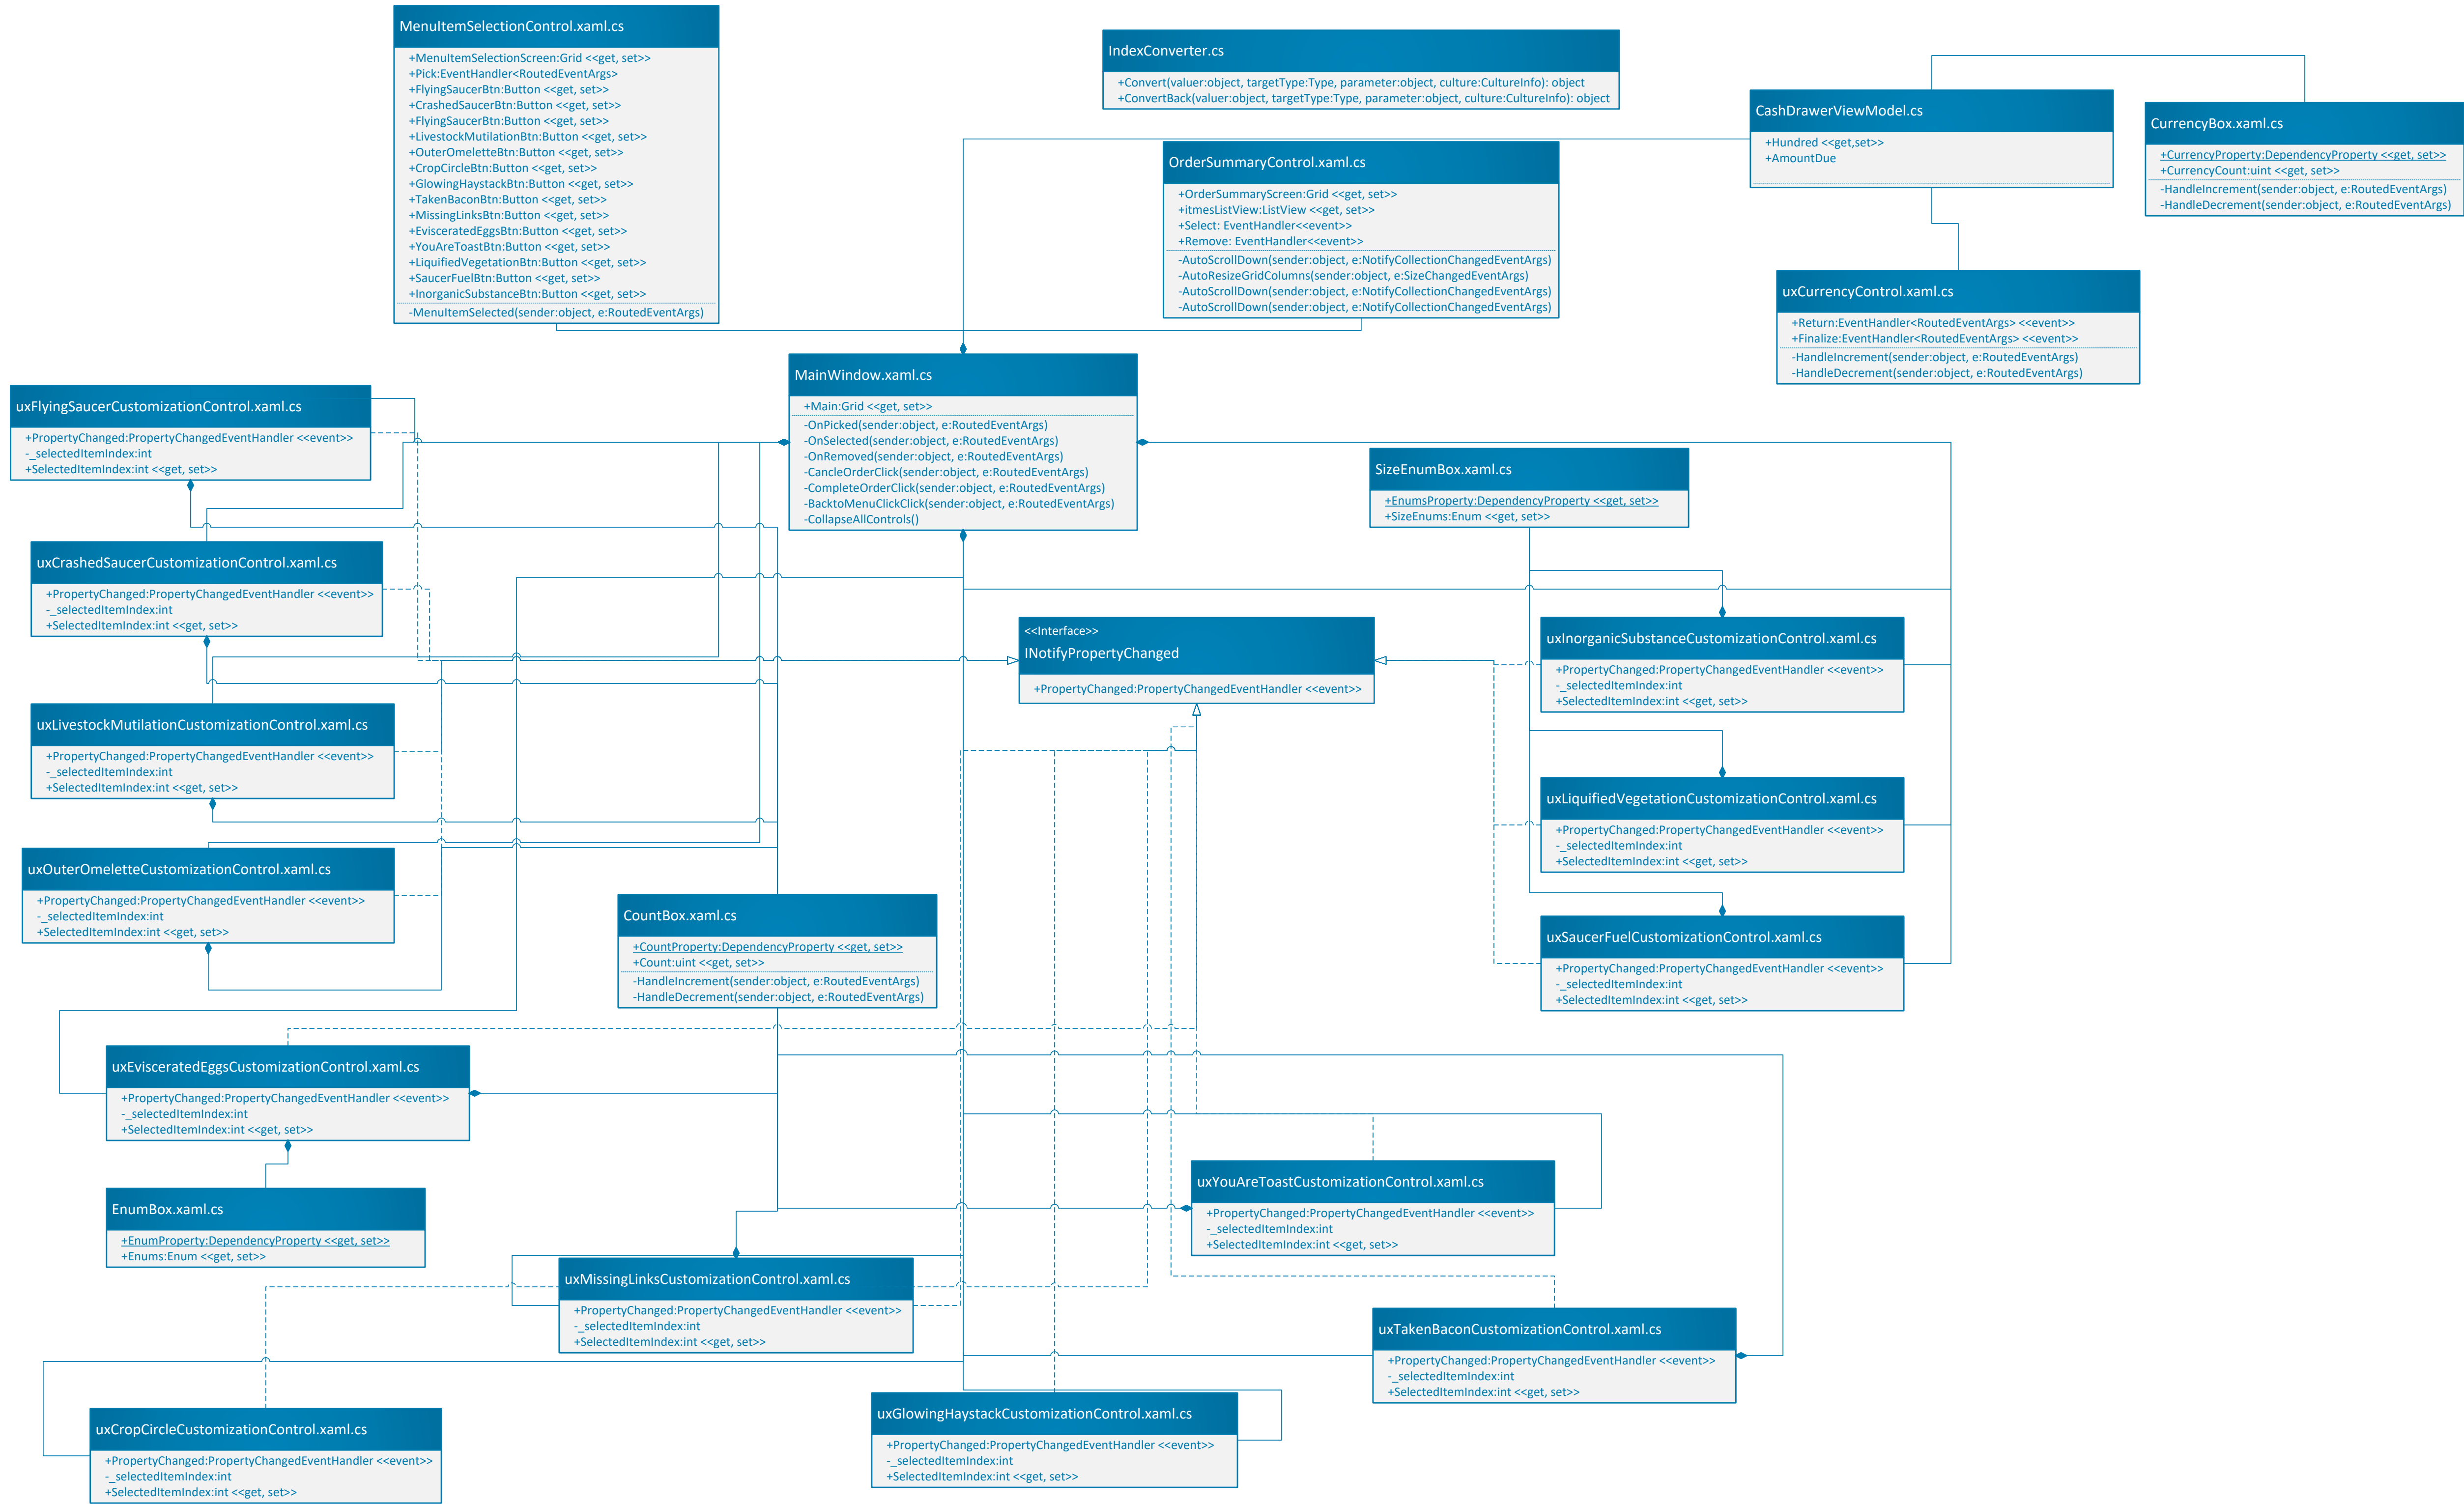 MenuItemSelectionControl.xaml.cs
+MenuItemSelectionScreen:Grid <<get, set>>
+Pick:EventHandler<RoutedEventArgs>
+FlyingSaucerBtn:Button <<get, set>>
+CrashedSaucerBtn:Button <<get, set>>
+FlyingSaucerBtn:Button <<get, set>>
+LivestockMutilationBtn:Button <<get, set>>
+OuterOmeletteBtn:Button <<get, set>>
+CropCircleBtn:Button <<get, set>>
+GlowingHaystackBtn:Button <<get, set>>
+TakenBaconBtn:Button <<get, set>>
+MissingLinksBtn:Button <<get, set>>
+EvisceratedEggsBtn:Button <<get, set>>
+YouAreToastBtn:Button <<get, set>>
+LiquifiedVegetationBtn:Button <<get, set>>
+SaucerFuelBtn:Button <<get, set>>
+InorganicSubstanceBtn:Button <<get, set>>
-MenuItemSelected(sender:object, e:RoutedEventArgs)
IndexConverter.cs
+Convert(valuer:object, targetType:Type, parameter:object, culture:CultureInfo): object
+ConvertBack(valuer:object, targetType:Type, parameter:object, culture:CultureInfo): object
CashDrawerViewModel.cs
+Hundred <<get,set>>
+AmountDue
CurrencyBox.xaml.cs
+CurrencyProperty:DependencyProperty <<get, set>>
+CurrencyCount:uint <<get, set>>
-HandleIncrement(sender:object, e:RoutedEventArgs)
-HandleDecrement(sender:object, e:RoutedEventArgs)
OrderSummaryControl.xaml.cs
+OrderSummaryScreen:Grid <<get, set>>
+itmesListView:ListView <<get, set>>
+Select: EventHandler<<event>>
+Remove: EventHandler<<event>>
-AutoScrollDown(sender:object, e:NotifyCollectionChangedEventArgs)
-AutoResizeGridColumns(sender:object, e:SizeChangedEventArgs)
-AutoScrollDown(sender:object, e:NotifyCollectionChangedEventArgs)
-AutoScrollDown(sender:object, e:NotifyCollectionChangedEventArgs)
uxCurrencyControl.xaml.cs
+Return:EventHandler<RoutedEventArgs> <<event>>
+Finalize:EventHandler<RoutedEventArgs> <<event>>
-HandleIncrement(sender:object, e:RoutedEventArgs)
-HandleDecrement(sender:object, e:RoutedEventArgs)
MainWindow.xaml.cs
+Main:Grid <<get, set>>
-OnPicked(sender:object, e:RoutedEventArgs)
-OnSelected(sender:object, e:RoutedEventArgs)
-OnRemoved(sender:object, e:RoutedEventArgs)
-CancleOrderClick(sender:object, e:RoutedEventArgs)
-CompleteOrderClick(sender:object, e:RoutedEventArgs)
-BacktoMenuClickClick(sender:object, e:RoutedEventArgs)
-CollapseAllControls()
uxFlyingSaucerCustomizationControl.xaml.cs
+PropertyChanged:PropertyChangedEventHandler <<event>>
-_selectedItemIndex:int
+SelectedItemIndex:int <<get, set>>
SizeEnumBox.xaml.cs
+EnumsProperty:DependencyProperty <<get, set>>
+SizeEnums:Enum <<get, set>>
uxCrashedSaucerCustomizationControl.xaml.cs
+PropertyChanged:PropertyChangedEventHandler <<event>>
-_selectedItemIndex:int
+SelectedItemIndex:int <<get, set>>
<<Interface>>
INotifyPropertyChanged
+PropertyChanged:PropertyChangedEventHandler <<event>>
uxInorganicSubstanceCustomizationControl.xaml.cs
+PropertyChanged:PropertyChangedEventHandler <<event>>
-_selectedItemIndex:int
+SelectedItemIndex:int <<get, set>>
uxLivestockMutilationCustomizationControl.xaml.cs
+PropertyChanged:PropertyChangedEventHandler <<event>>
-_selectedItemIndex:int
+SelectedItemIndex:int <<get, set>>
uxLiquifiedVegetationCustomizationControl.xaml.cs
+PropertyChanged:PropertyChangedEventHandler <<event>>
-_selectedItemIndex:int
+SelectedItemIndex:int <<get, set>>
uxOuterOmeletteCustomizationControl.xaml.cs
+PropertyChanged:PropertyChangedEventHandler <<event>>
-_selectedItemIndex:int
+SelectedItemIndex:int <<get, set>>
CountBox.xaml.cs
+CountProperty:DependencyProperty <<get, set>>
+Count:uint <<get, set>>
-HandleIncrement(sender:object, e:RoutedEventArgs)
-HandleDecrement(sender:object, e:RoutedEventArgs)
uxSaucerFuelCustomizationControl.xaml.cs
+PropertyChanged:PropertyChangedEventHandler <<event>>
-_selectedItemIndex:int
+SelectedItemIndex:int <<get, set>>
uxEvisceratedEggsCustomizationControl.xaml.cs
+PropertyChanged:PropertyChangedEventHandler <<event>>
-_selectedItemIndex:int
+SelectedItemIndex:int <<get, set>>
EnumBox.xaml.cs
+EnumProperty:DependencyProperty <<get, set>>
+Enums:Enum <<get, set>>
uxYouAreToastCustomizationControl.xaml.cs
+PropertyChanged:PropertyChangedEventHandler <<event>>
-_selectedItemIndex:int
+SelectedItemIndex:int <<get, set>>
uxMissingLinksCustomizationControl.xaml.cs
+PropertyChanged:PropertyChangedEventHandler <<event>>
-_selectedItemIndex:int
+SelectedItemIndex:int <<get, set>>
uxTakenBaconCustomizationControl.xaml.cs
+PropertyChanged:PropertyChangedEventHandler <<event>>
-_selectedItemIndex:int
+SelectedItemIndex:int <<get, set>>
uxCropCircleCustomizationControl.xaml.cs
+PropertyChanged:PropertyChangedEventHandler <<event>>
-_selectedItemIndex:int
+SelectedItemIndex:int <<get, set>>
uxGlowingHaystackCustomizationControl.xaml.cs
+PropertyChanged:PropertyChangedEventHandler <<event>>
-_selectedItemIndex:int
+SelectedItemIndex:int <<get, set>>